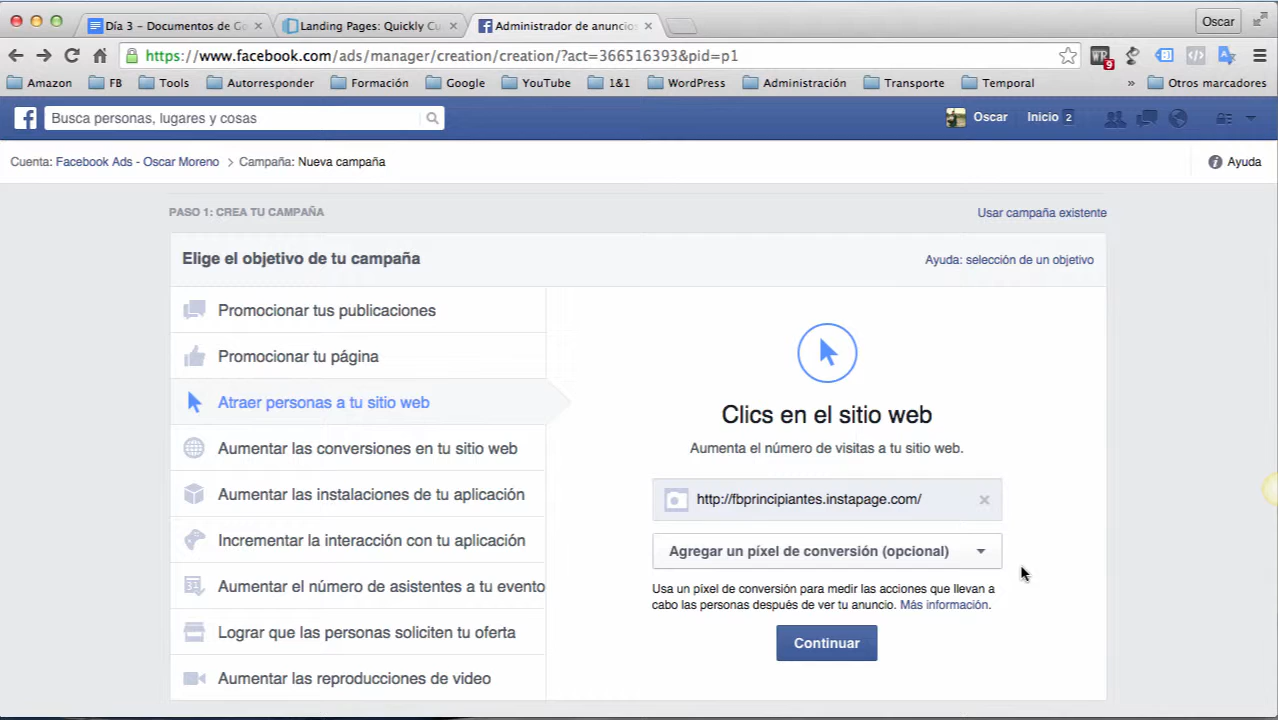 Día 3 – Documentos de Go
Landing Pages: Quickly Cu
Administrador de anuncios
Oscar
https://www.facebook.com/ads/manager/creation/creation/?act=366516393&pid=p1
9
Amazon FB Tools Autorresponder Formación Google YouTube 1&1 WordPress Administración Transporte Temporal » Otros marcadores
Busca personas, lugares y cosas
Oscar Inicio 2
Cuenta: Facebook Ads - Oscar Moreno > Campaña: Nueva campaña
Ayuda
PASO 1: CREA TU CAMPAÑA
Usar campaña existente
Elige el objetivo de tu campaña
Ayuda: selección de un objetivo
Promocionar tus publicaciones
Promocionar tu página
Atraer personas a tu sitio web
Aumentar las conversiones en tu sitio web
Aumentar las instalaciones de tu aplicación
Incrementar la interacción con tu aplicación
Aumentar el número de asistentes a tu evento
Lograr que las personas soliciten tu oferta
Aumentar las reproducciones de video
Clics en el sitio web
Aumenta el número de visitas a tu sitio web.
http://fbprincipiantes.instapage.com/
Agregar un píxel de conversión (opcional)
Usa un píxel de conversión para medir las acciones que llevan a
cabo las personas después de ver tu anuncio. Más información.
Continuar